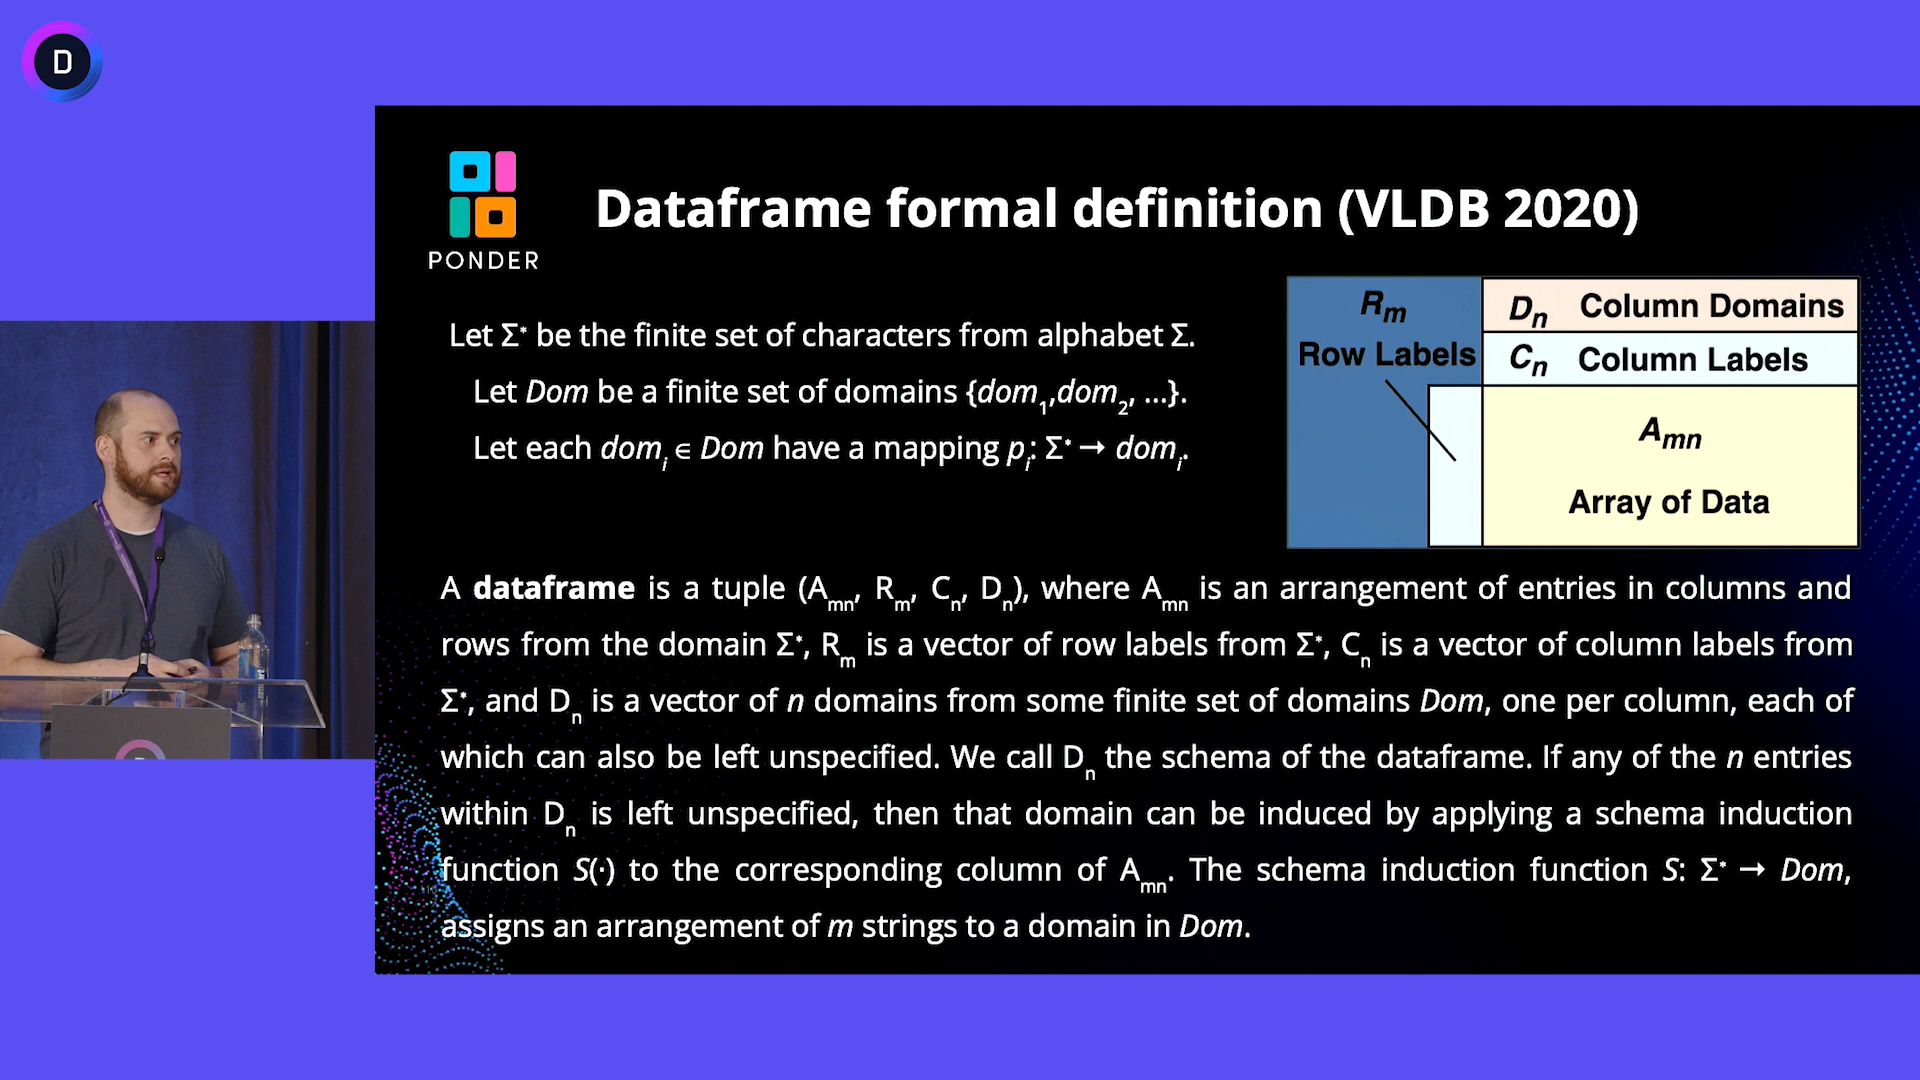 D
PONDER
Dataframe formal definition (VLDB 2020)
Let Σ* be the finite set of characters from alphabet Σ.
Let Dom be a finite set of domains {dom₁,dom₂, ...}.
Let each domᵢ ∈ Dom have a mapping pᵢ: Σ* → domᵢ.
Rm
Row Labels
Dn Column Domains
Cn Column Labels
Amn
Array of Data
A dataframe is a tuple (Amn, Rm, Cn, Dn), where Amn is an arrangement of entries in columns and
rows from the domain Σ*, Rm is a vector of row labels from Σ*, Cn is a vector of column labels from
Σ*, and Dn is a vector of n domains from some finite set of domains Dom, one per column, each of
which can also be left unspecified. We call Dn the schema of the dataframe. If any of the n entries
within Dn is left unspecified, then that domain can be induced by applying a schema induction
function S(·) to the corresponding column of Amn. The schema induction function S: Σ* → Dom,
assigns an arrangement of m strings to a domain in Dom.